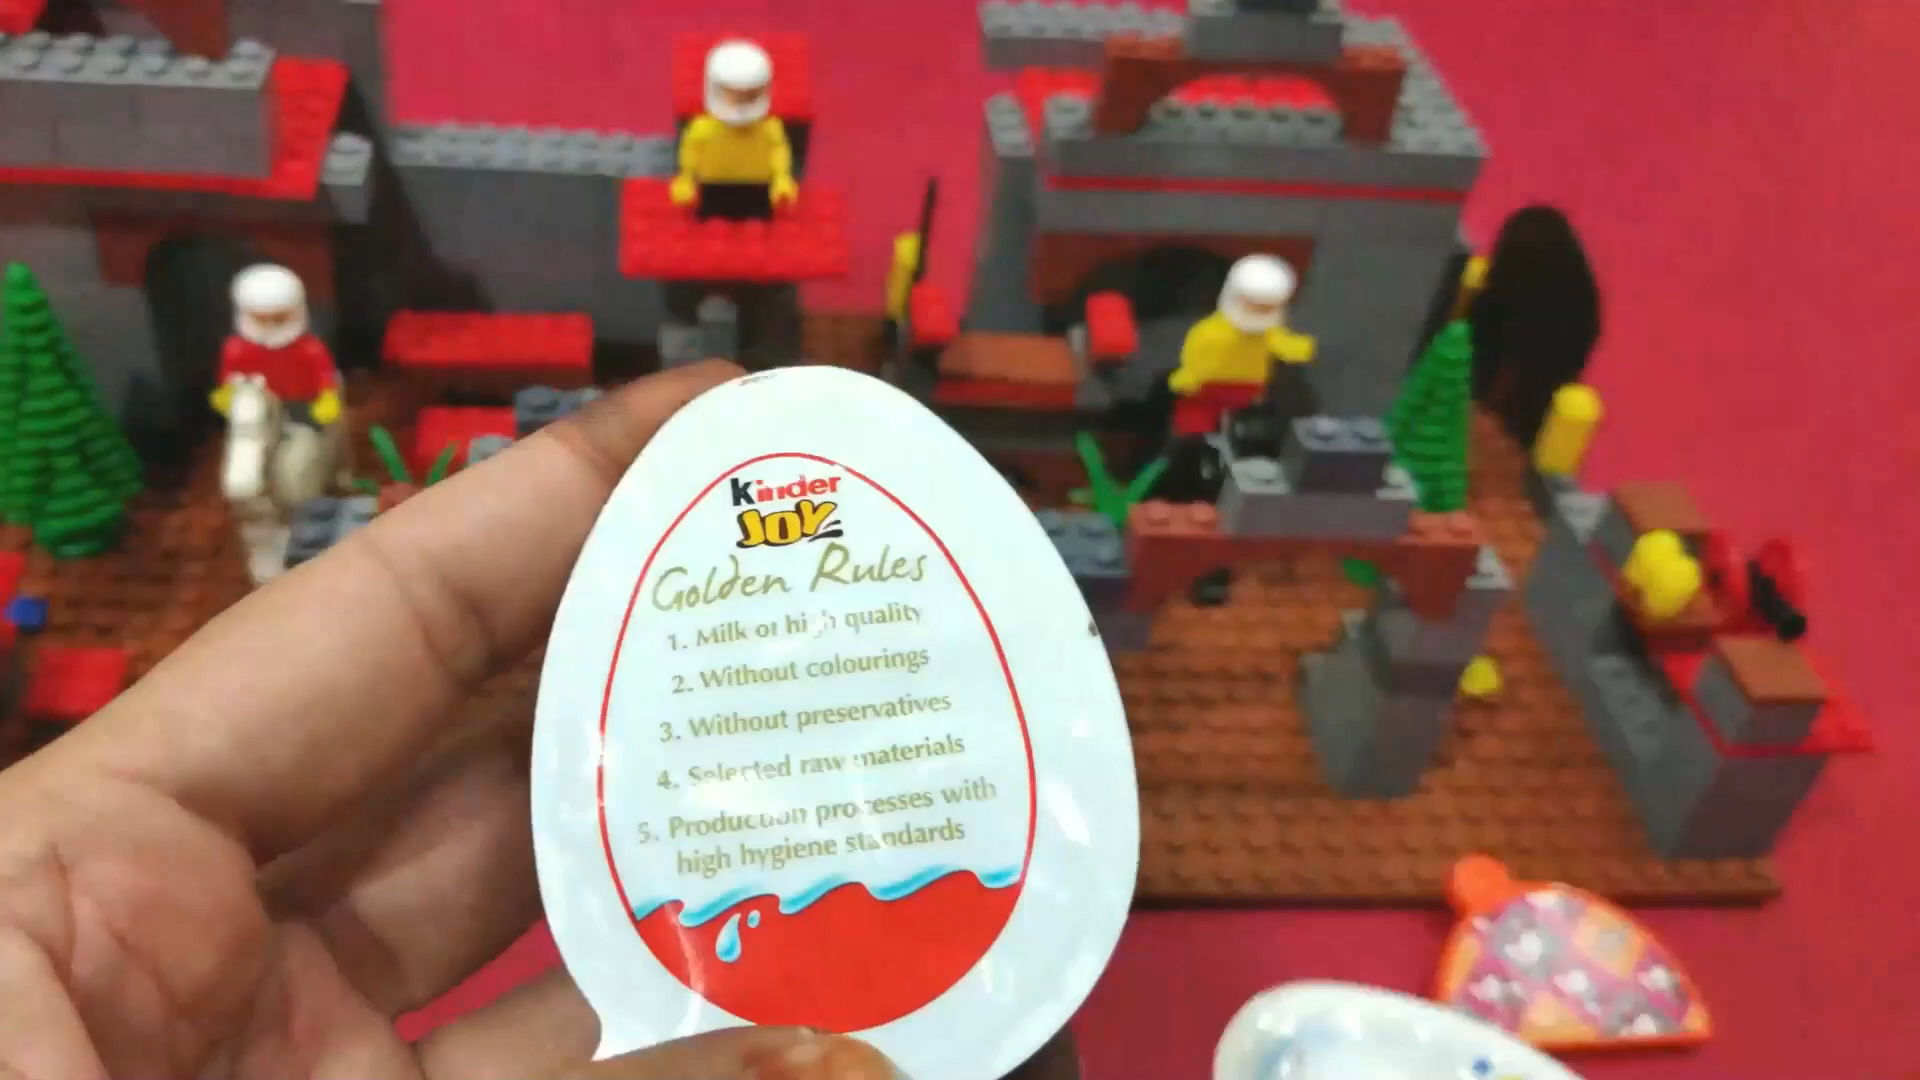 kinder
JOY
Golden Rules
1. Milk of high quality
2. Without colourings
3. Without preservatives
4. Selected raw materials
5. Production processes with
high hygiene standards